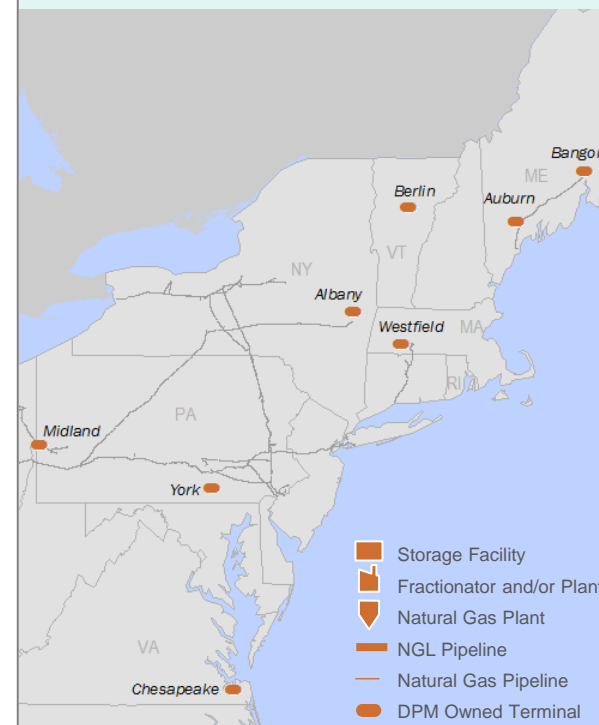 Bangor
ME
Berlin
Auburn
VT
NY
Albany
Westfield
MA
RI
PA
Midland
York
Storage Facility
Fractionator and/or Plant
Natural Gas Plant
VA
NGL Pipeline
Natural Gas Pipeline
Chesapeake
DPM Owned Terminal